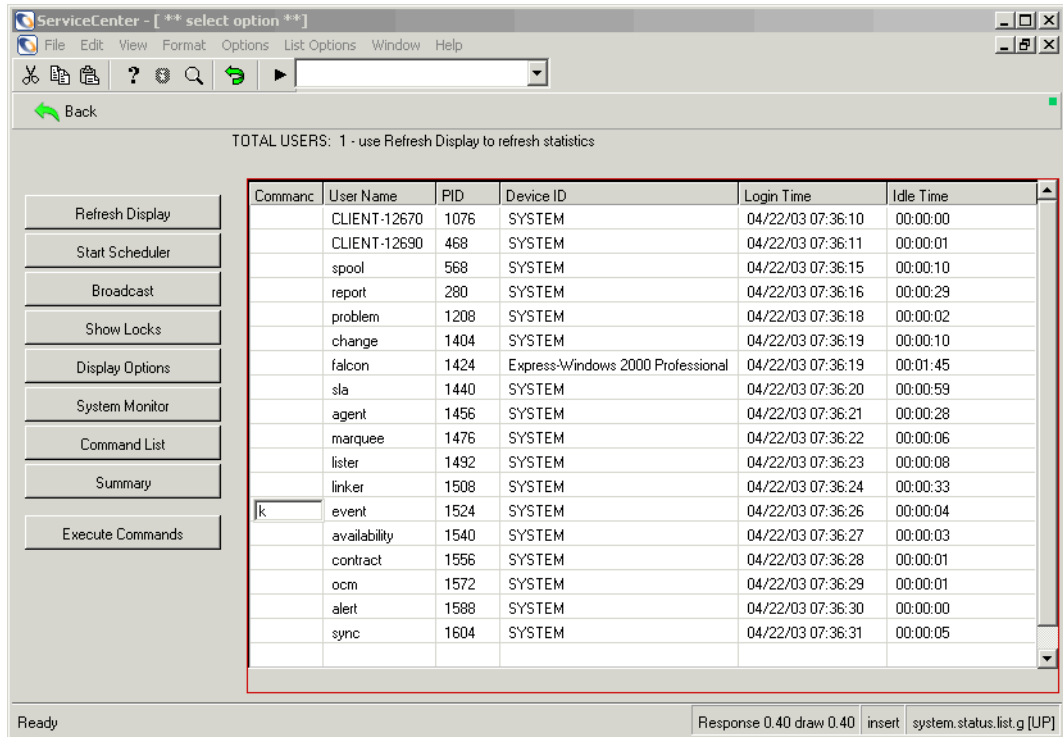 ServiceCenter - [ ** select option **]
File Edit View Format Options List Options Window Help
Back
TOTAL USERS: 1 - use Refresh Display to refresh statistics
Refresh Display
Start Scheduler
Broadcast
Show Locks
Display Options
System Monitor
Command List
Summary
Execute Commands
Commanc User Name PID Device ID Login Time Idle Time
CLIENT-12670 1076 SYSTEM 04/22/03 07:36:10 00:00:00
CLIENT-12690 468 SYSTEM 04/22/03 07:36:11 00:00:01
spool 568 SYSTEM 04/22/03 07:36:15 00:00:10
report 280 SYSTEM 04/22/03 07:36:16 00:00:29
problem 1208 SYSTEM 04/22/03 07:36:18 00:00:02
change 1404 SYSTEM 04/22/03 07:36:19 00:00:10
falcon 1424 Express-Windows 2000 Professional 04/22/03 07:36:19 00:01:45
sla 1440 SYSTEM 04/22/03 07:36:20 00:00:59
agent 1456 SYSTEM 04/22/03 07:36:21 00:00:28
marquee 1476 SYSTEM 04/22/03 07:36:22 00:00:06
lister 1492 SYSTEM 04/22/03 07:36:23 00:00:08
linker 1508 SYSTEM 04/22/03 07:36:24 00:00:33
k event 1524 SYSTEM 04/22/03 07:36:26 00:00:04
availability 1540 SYSTEM 04/22/03 07:36:27 00:00:03
contract 1556 SYSTEM 04/22/03 07:36:28 00:00:01
ocm 1572 SYSTEM 04/22/03 07:36:29 00:00:01
alert 1588 SYSTEM 04/22/03 07:36:30 00:00:00
sync 1604 SYSTEM 04/22/03 07:36:31 00:00:05
Ready Response 0.40 draw 0.40 insert system.status.list.g [UP]